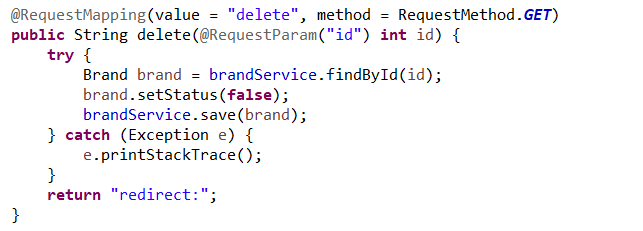 @RequestMapping(value = "delete", method = RequestMethod.GET)
public String delete(@RequestParam("id") int id) {
    try {
        Brand brand = brandService.findById(id);
        brand.setStatus(false);
        brandService.save(brand);
    } catch (Exception e) {
        e.printStackTrace();
    }
    return "redirect:";
}